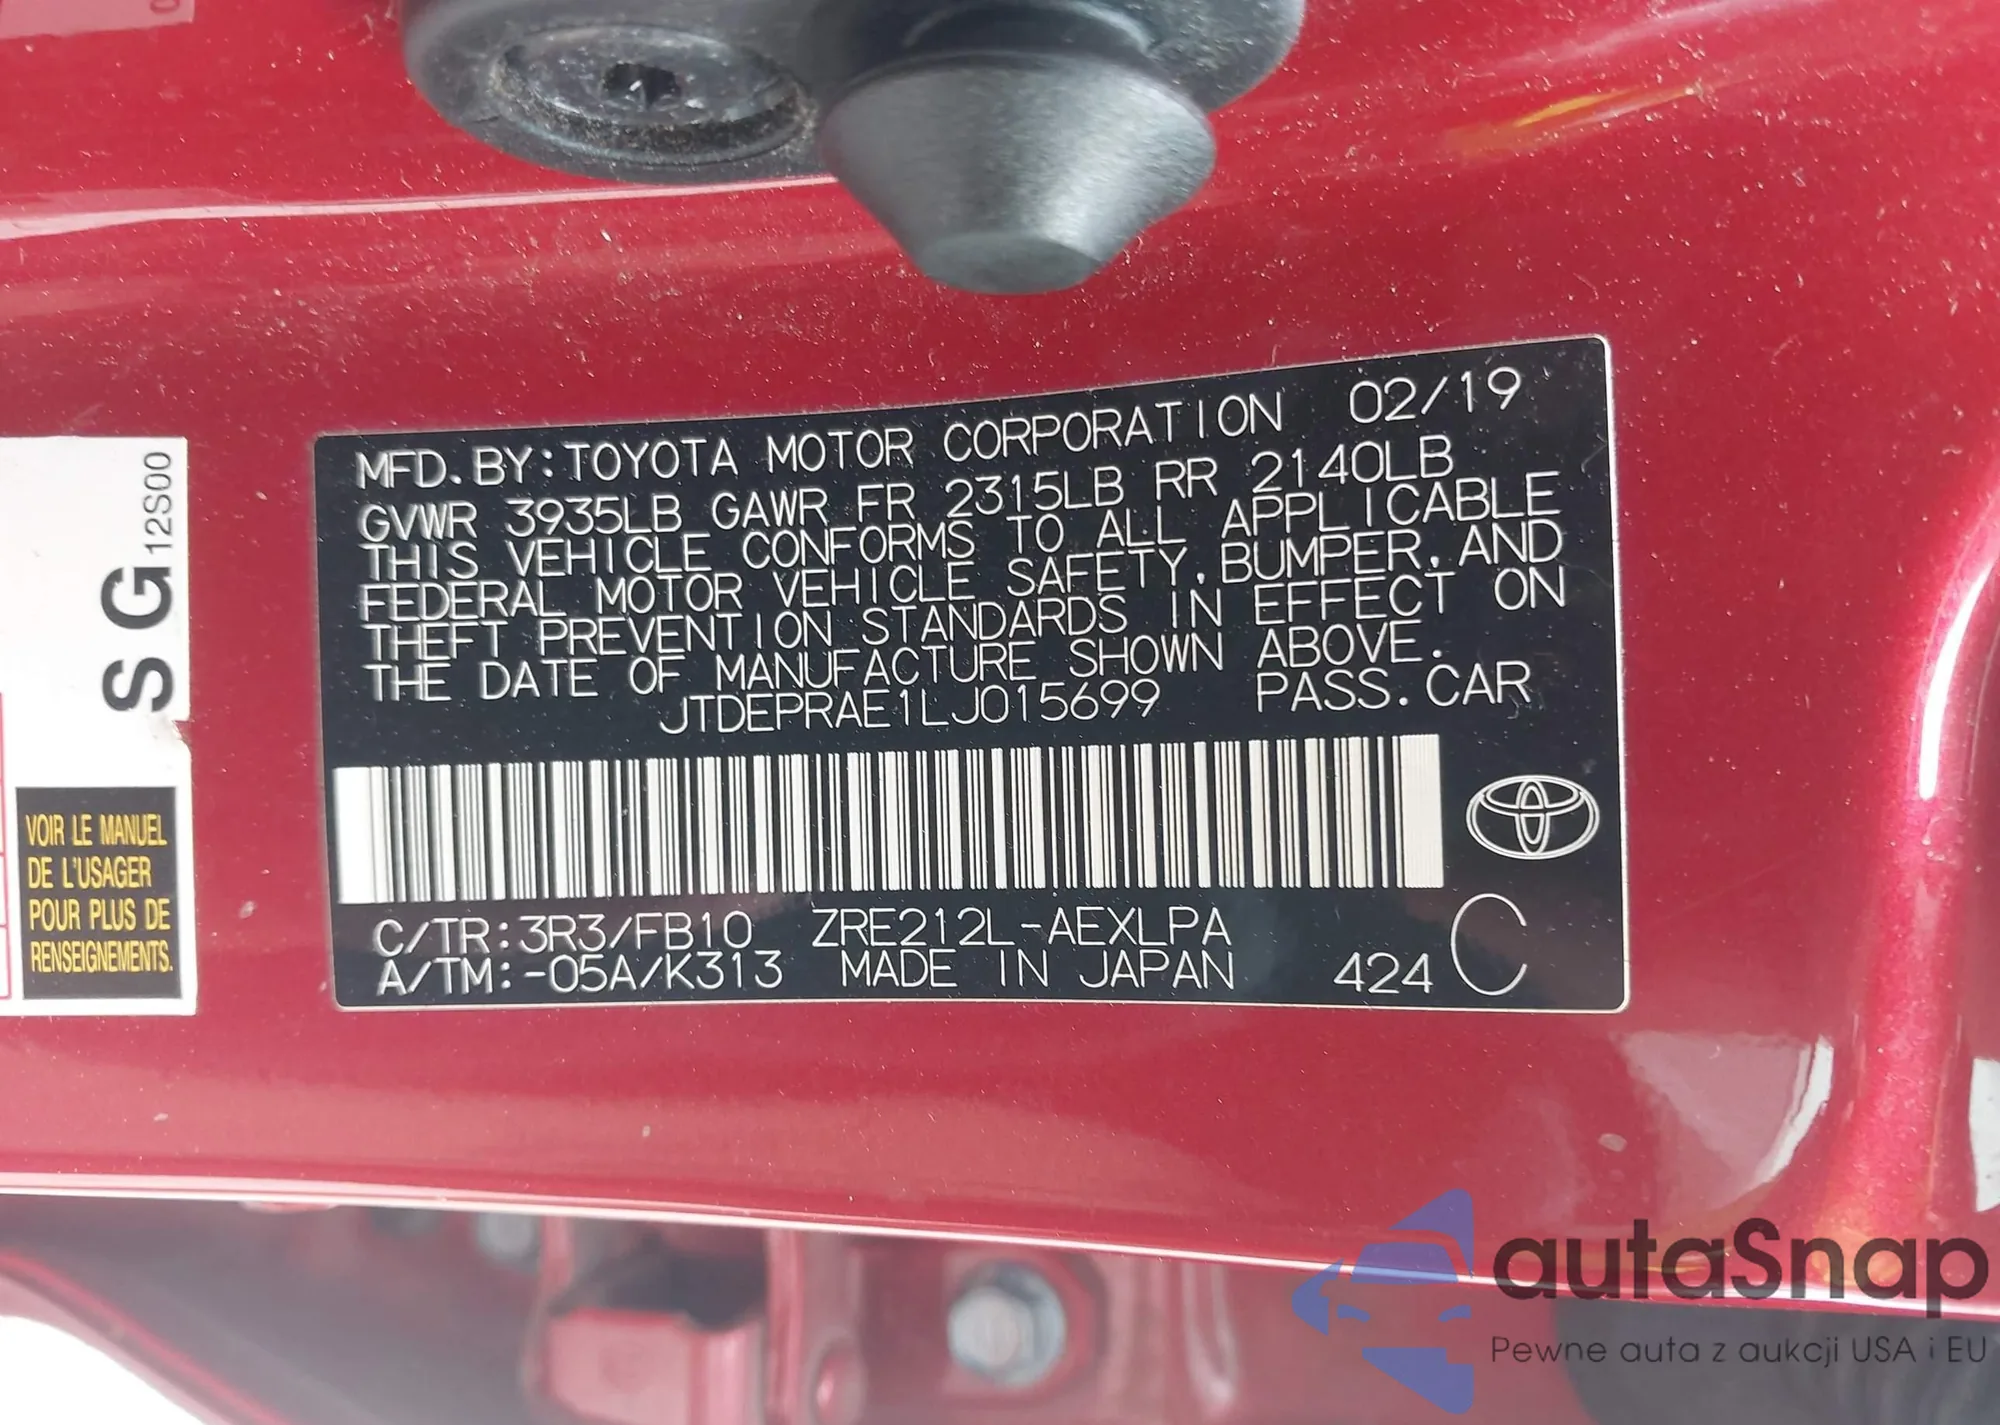 MFD.BY:TOYOTA MOTOR CORPORATION 02/19
GVWR 3935LB GAWR FR 2315LB RR 2140LB
THIS VEHICLE CONFORMS TO ALL APPLICABLE
FEDERAL MOTOR VEHICLE SAFETY,BUMPER,AND
THEFT PREVENTION STANDARDS IN EFFECT ON
THE DATE OF MANUFACTURE SHOWN ABOVE.
JTDEPRAE1LJ015699 PASS.CAR
C/TR:3R3/FB10 ZRE212L-AEXLPA
A/TM:-05A/K313 MADE IN JAPAN 424 C
S G 12S00
VOIR LE MANUEL
DE L'USAGER
POUR PLUS DE
RENSEIGNEMENTS.
autaSnap
Pewne auta z aukcji USA i EU